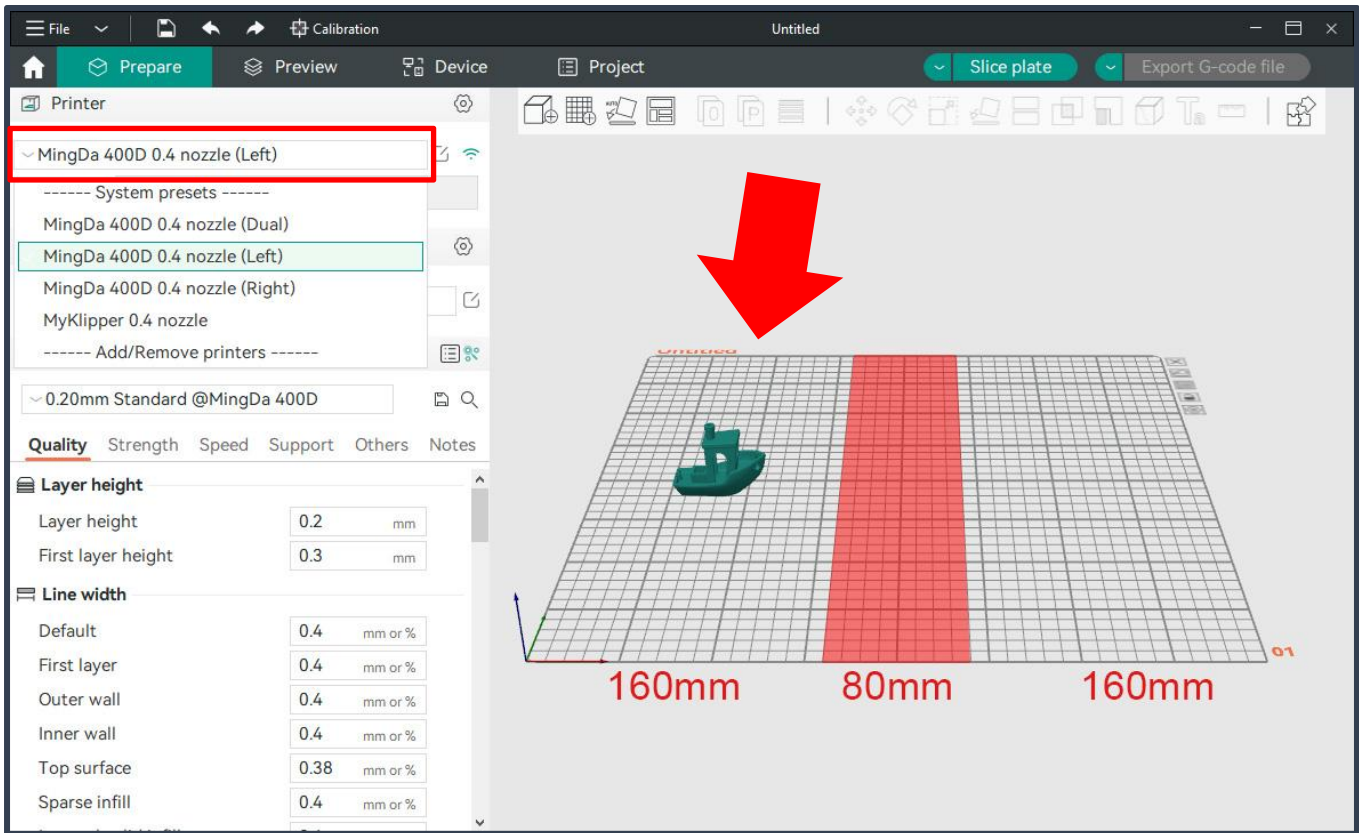 File
Calibration
Untitled
Prepare
Preview
Device
Project
Slice plate
Export G-code file
Printer
MingDa 400D 0.4 nozzle (Left)
------ System presets ------
MingDa 400D 0.4 nozzle (Dual)
MingDa 400D 0.4 nozzle (Left)
MingDa 400D 0.4 nozzle (Right)
MyKlipper 0.4 nozzle
------ Add/Remove printers ------
0.20mm Standard @MingDa 400D
Quality Strength Speed Support Others Notes
Layer height
Layer height 0.2 mm
First layer height 0.3 mm
Line width
Default 0.4 mm or %
First layer 0.4 mm or %
Outer wall 0.4 mm or %
Inner wall 0.4 mm or %
Top surface 0.38 mm or %
Sparse infill 0.4 mm or %
AUTO
Untitled
01
160mm 80mm 160mm